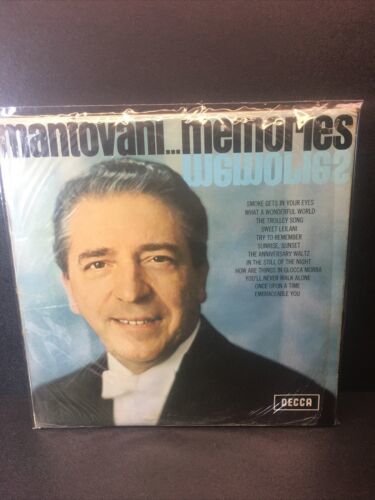 mantovani...memories
memories
SMOKE GETS IN YOUR EYES
WHAT A WONDERFUL WORLD
THE TROLLEY SONG
SWEET LEILANI
TRY TO REMEMBER
SUNRISE, SUNSET
THE ANNIVERSARY WALTZ
IN THE STILL OF THE NIGHT
HOW ARE THINGS IN GLOCCA MORRA
YOU'LL NEVER WALK ALONE
ONCE UPON A TIME
EMBRACEABLE YOU
DECCA